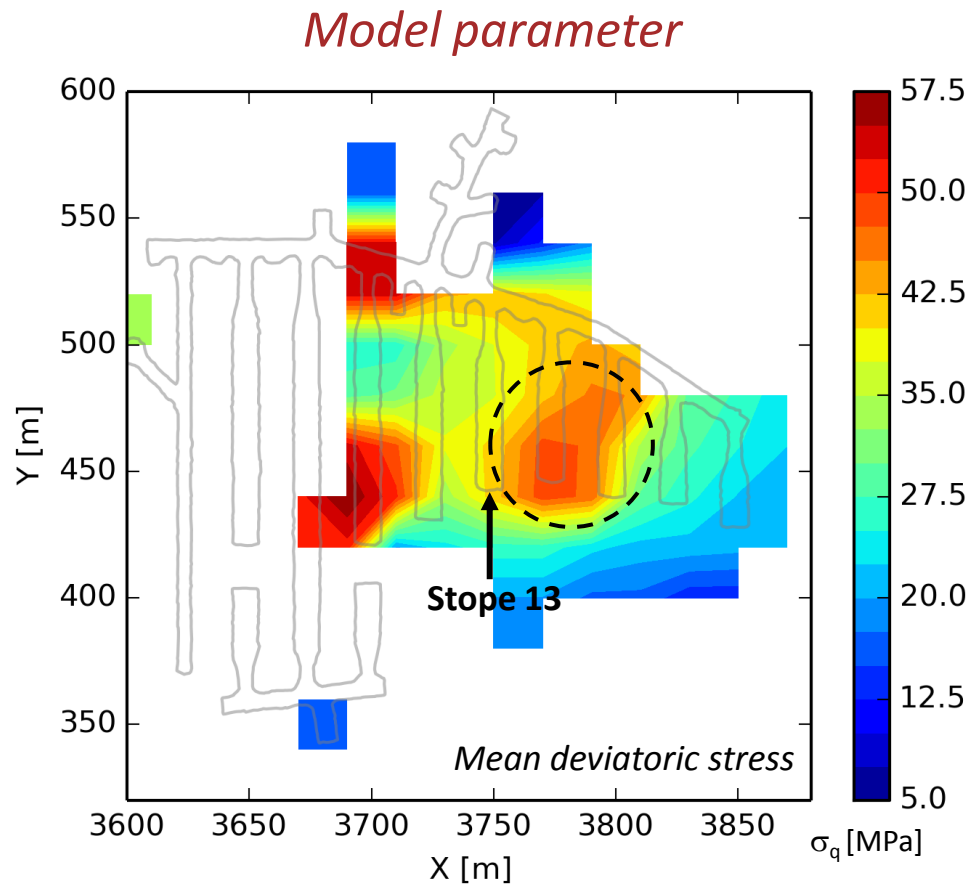 Model parameter
600
550
500
450
400
350
Y [m]
3600 3650 3700 3750 3800 3850
X [m]
Stope 13
Mean deviatoric stress
57.5
50.0
42.5
35.0
27.5
20.0
12.5
5.0
σq [MPa]